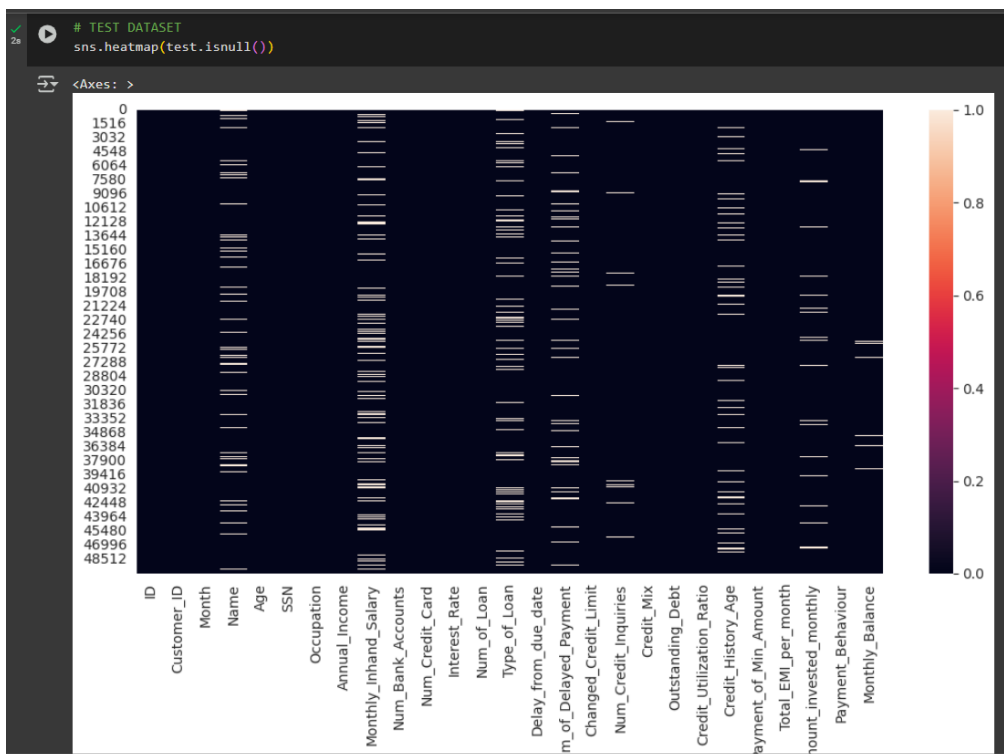 2s
# TEST DATASET
sns.heatmap(test.isnull())
<Axes: >
0
1516
3032
4548
6064
7580
9096
10612
12128
13644
15160
16676
18192
19708
21224
22740
24256
25772
27288
28804
30320
31836
33352
34868
36384
37900
39416
40932
42448
43964
45480
46996
48512
1.0
0.8
0.6
0.4
0.2
0.0
ID
Customer_ID
Month
Name
Age
SSN
Occupation
Annual_Income
Monthly_Inhand_Salary
Num_Bank_Accounts
Num_Credit_Card
Interest_Rate
Num_of_Loan
Type_of_Loan
Delay_from_due_date
m_of_Delayed_Payment
Changed_Credit_Limit
Num_Credit_Inquiries
Credit_Mix
Outstanding_Debt
Credit_Utilization_Ratio
Credit_History_Age
Payment_of_Min_Amount
Total_EMI_per_month
mount_invested_monthly
Payment_Behaviour
Monthly_Balance